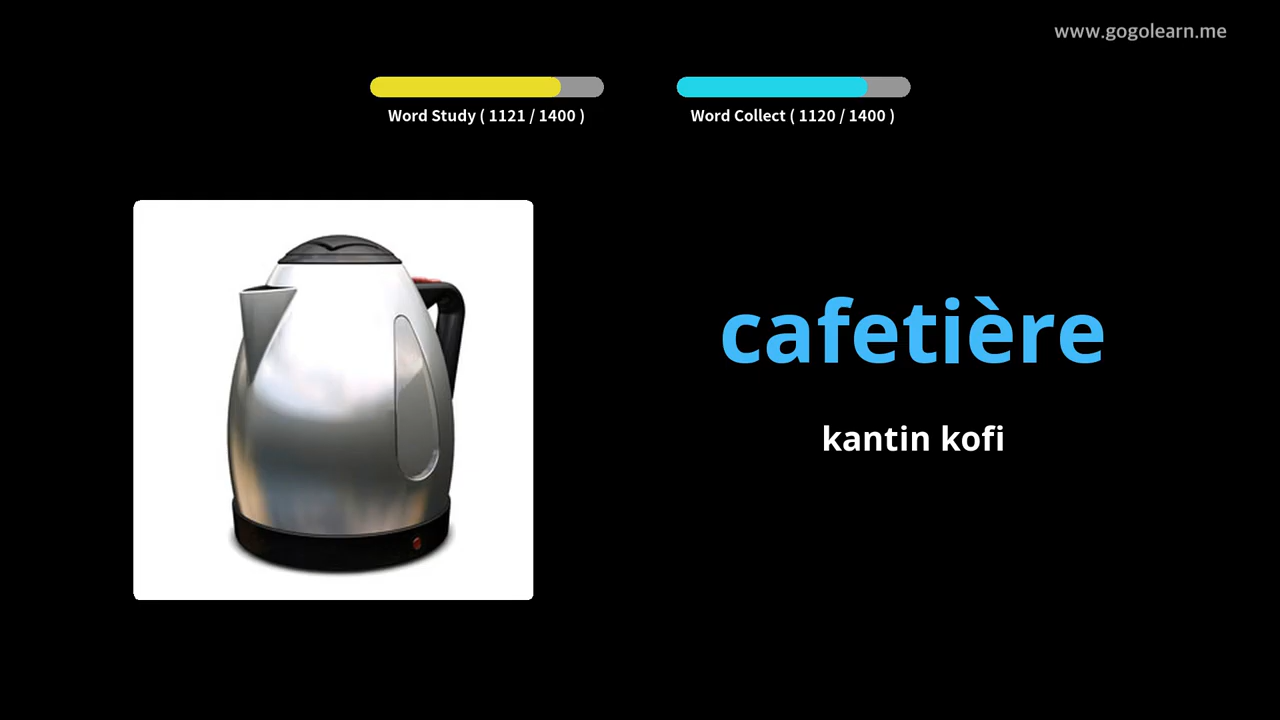 www.gogolearn.me
Word Study ( 1121 / 1400 )
Word Collect ( 1120 / 1400 )
cafetière
kantin kofi